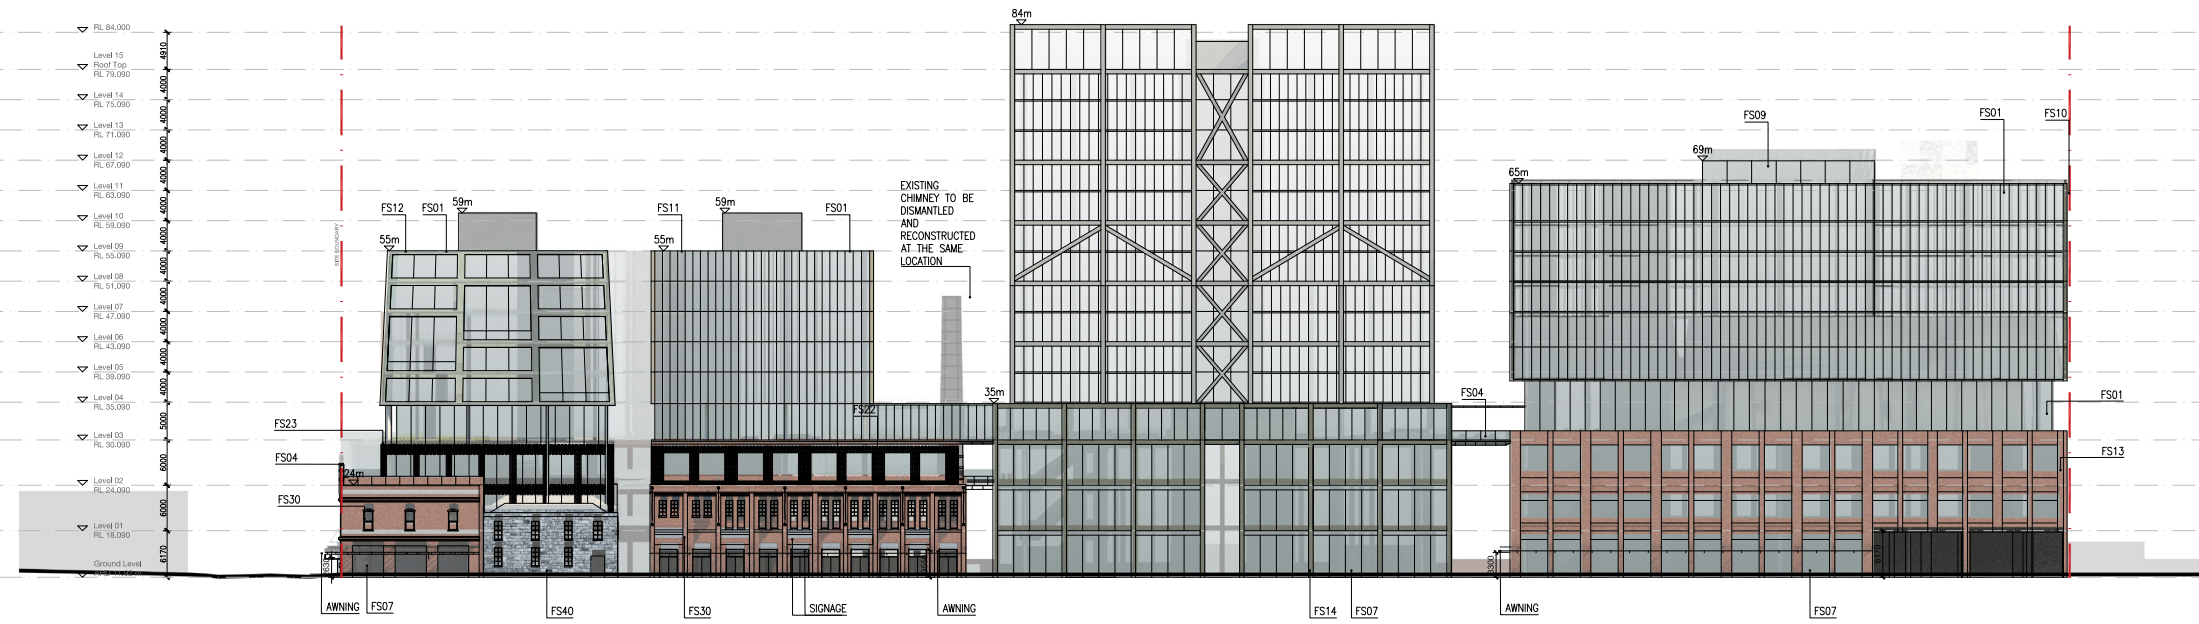 RL 84.000
4910
Level 15
Roof Top
RL 79.090
4000
Level 14
RL 75.090
4000
Level 13
RL 71.090
4000
Level 12
RL 67.090
4000
Level 11
RL 63.090
4000
Level 10
RL 59.090
4000
Level 09
RL 55.090
4000
Level 08
RL 51.090
4000
Level 07
RL 47.090
4000
Level 06
RL 43.090
4000
Level 05
RL 39.090
4000
Level 04
RL 35.090
5000
Level 03
RL 30.090
6000
Level 02
RL 24.090
6000
Level 01
RL 18.090
6170
Ground Level
SITE BOUNDARY
FS12
FS01
59m
55m
FS11
59m
FS01
55m
EXISTING
CHIMNEY TO BE
DISMANTLED
AND
RECONSTRUCTED
AT THE SAME
LOCATION
84m
35m
FS22
FS09
FS01
FS10
69m
65m
FS04
FS01
FS13
FS23
FS04
24m
FS30
3300
6170
AWNING
FS07
FS40
FS30
SIGNAGE
AWNING
FS14
FS07
AWNING
FS07